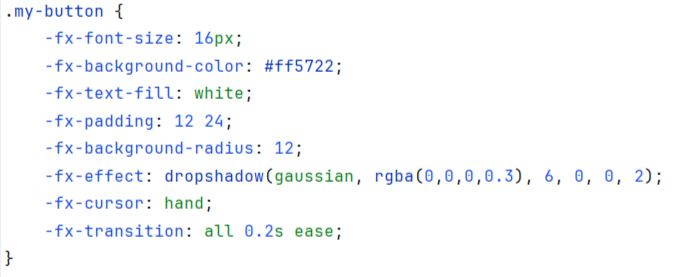 .my-button {
    -fx-font-size: 16px;
    -fx-background-color: #ff5722;
    -fx-text-fill: white;
    -fx-padding: 12 24;
    -fx-background-radius: 12;
    -fx-effect: dropshadow(gaussian, rgba(0,0,0,0.3), 6, 0, 0, 2);
    -fx-cursor: hand;
    -fx-transition: all 0.2s ease;
}